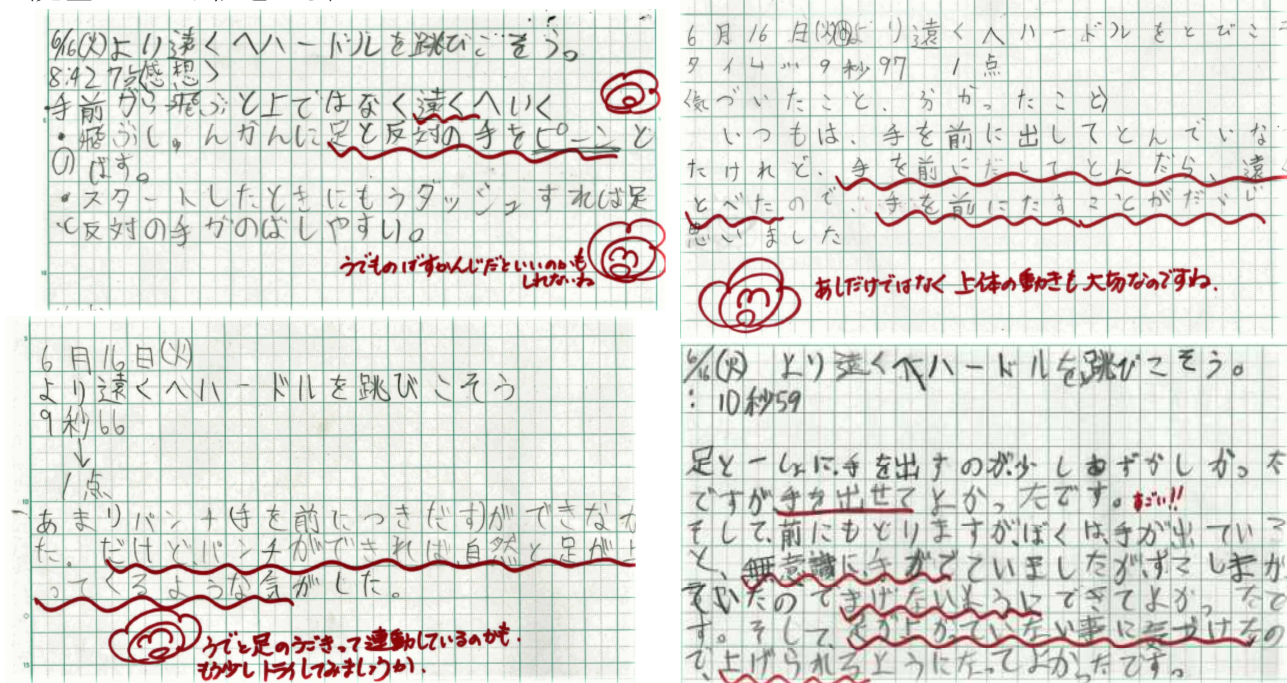 6/16(火)より遠くへハードルを跳びこそう。
8:42 7点(感想)
手前から飛ぶと上ではなく遠くへいく
・飛ぶしゅんかんに足と反対の手をピーンと
のばす。
・スタートしたときにもうダッシュすれば足
と反対の手がのばしやすい。
うでものばすかんじだといいのかも
しれないね
6月16日(火)より遠くへハードルをとびこそ
タイム…9秒97 1点
(気づいたこと、分かったこと)
いつもは、手を前に出してとんでいな
たけれど、手を前にだしてとんだら、遠く
とべたので、手を前にだすことがだいじ
思いました
あしだけではなく上体の動きも大切なのですね.
6月16日(火)
より遠くへハードルを跳びこそう
9秒66
↓
1点
あまりパンチ(手を前につきだす)ができなか
た。だけど、パンチができれば、自然と足が上
ってくるような気がした。
うでと足のうごきって連動しているのかも.
もう少しトライしてみましょうか.
6/16(火) より遠くへハードルを跳びこそう。
: 10秒59
足と一しょに、手を出すのが、少しむずかしかった
ですが手を出せてよかったです。すごい!!
そして、前にもどりますが、ぼくは、手が出ている
と、無意識に、手がでていましたが、すこしまが
ていたのでまげないようにできてよかったで
す。そして、足が上がっていない事に気づけたの
で、上げられるようになってよかったです。